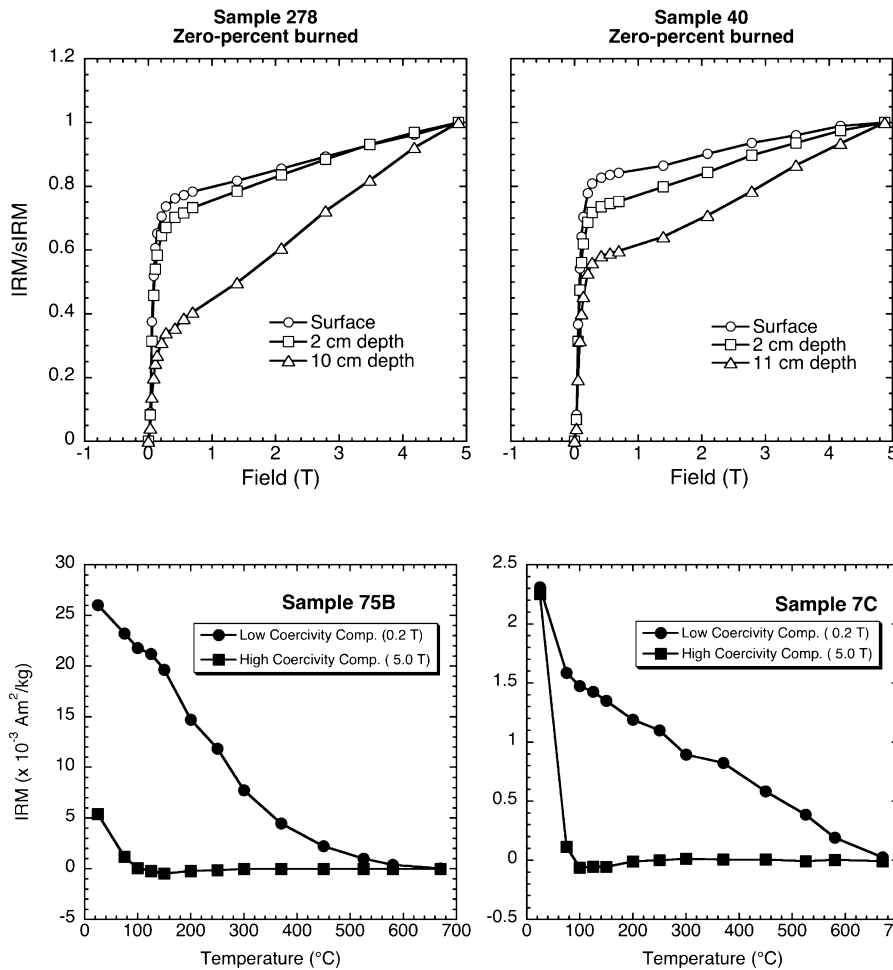 Sample 278
Zero-percent burned
1.2
1
0.8
0.6
0.4
0.2
0
IRM/sIRM
Surface
2 cm depth
10 cm depth
-1 0 1 2 3 4 5
Field (T)
Sample 40
Zero-percent burned
Surface
2 cm depth
11 cm depth
-1 0 1 2 3 4 5
Field (T)
30
25
20
15
10
5
0
-5
IRM (x 10⁻³ Am²/kg)
Sample 75B
Low Coercivity Comp. (0.2 T)
High Coercivity Comp. ( 5.0 T)
0 100 200 300 400 500 600 700
Temperature (°C)
2.5
2
1.5
1
0.5
0
-0.5
Sample 7C
Low Coercivity Comp. ( 0.2 T)
High Coercivity Comp. ( 5.0 T)
0 100 200 300 400 500 600
Temperature (°C)